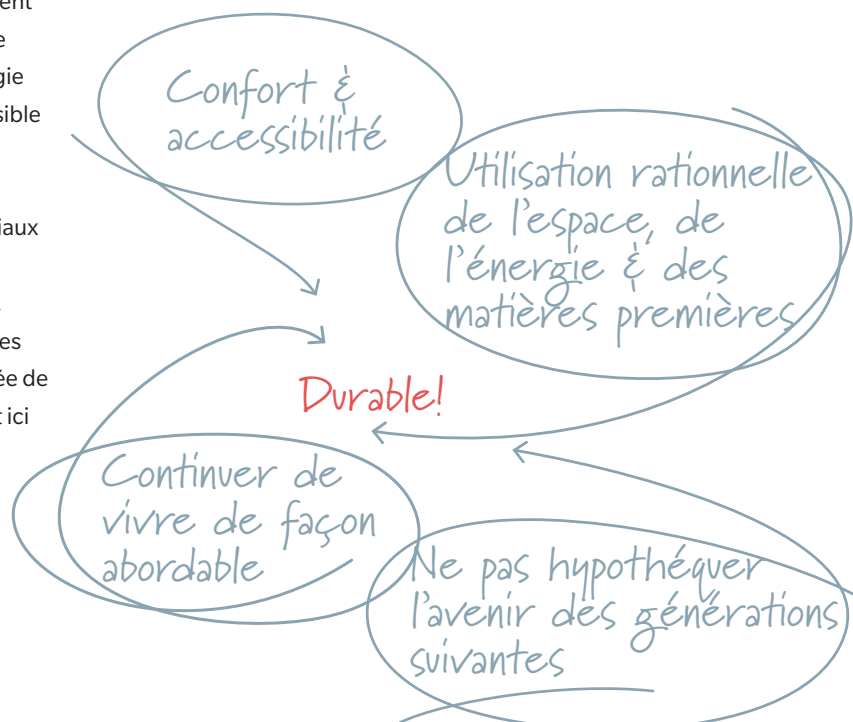 Confort &
accessibilité
Utilisation rationnelle
de l'espace, de
l'énergie & des
matières premières
Durable!
Continuer de
vivre de façon
abordable
Ne pas hypothéquer
l'avenir des générations
suivantes